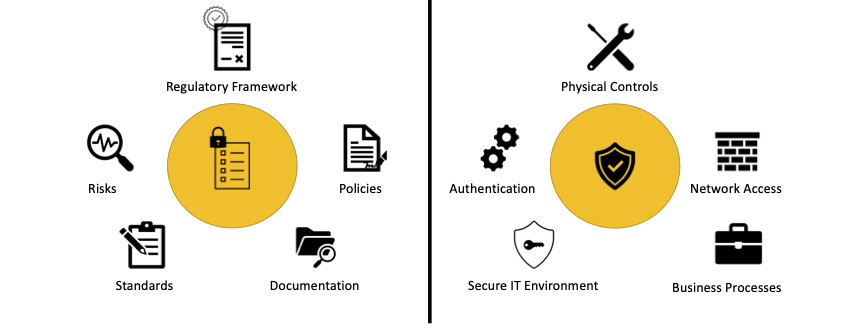 Regulatory Framework
Risks
Policies
Standards
Documentation
Physical Controls
Authentication
Network Access
Secure IT Environment
Business Processes